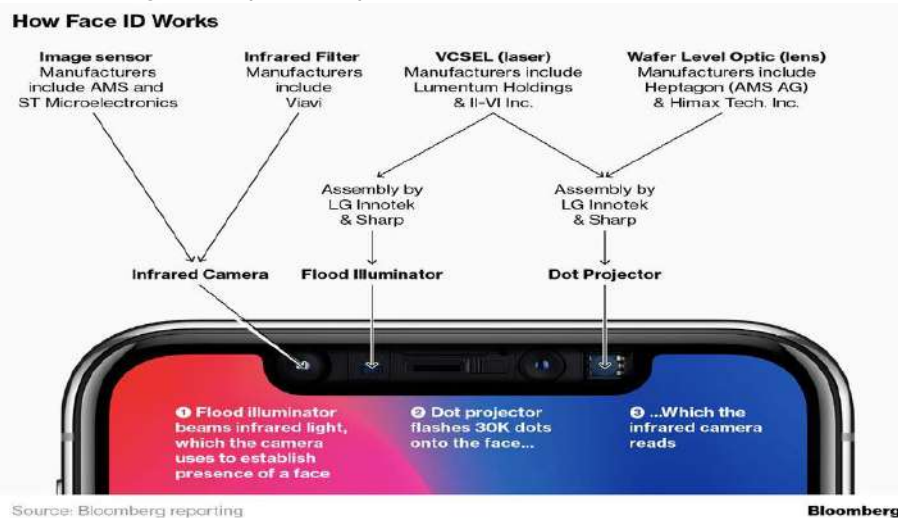 How Face ID Works
Image sensor
Manufacturers
include AMS and
ST Microelectronics
Infrared Filter
Manufacturers
include
Viavi
VCSEL (laser)
Manufacturers include
Lumentum Holdings
& II-VI Inc.
Wafer Level Optic (lens)
Manufacturers include
Heptagon (AMS AG)
& Himax Tech. Inc.
Assembly by
LG Innotek
& Sharp
Assembly by
LG Innotek
& Sharp
Infrared Camera
Flood Illuminator
Dot Projector
❶ Flood illuminator
beams infrared light,
which the camera
uses to establish
presence of a face
❷ Dot projector
flashes 30K dots
onto the face...
❸ ...Which the
infrared camera
reads
Source: Bloomberg reporting
Bloomberg